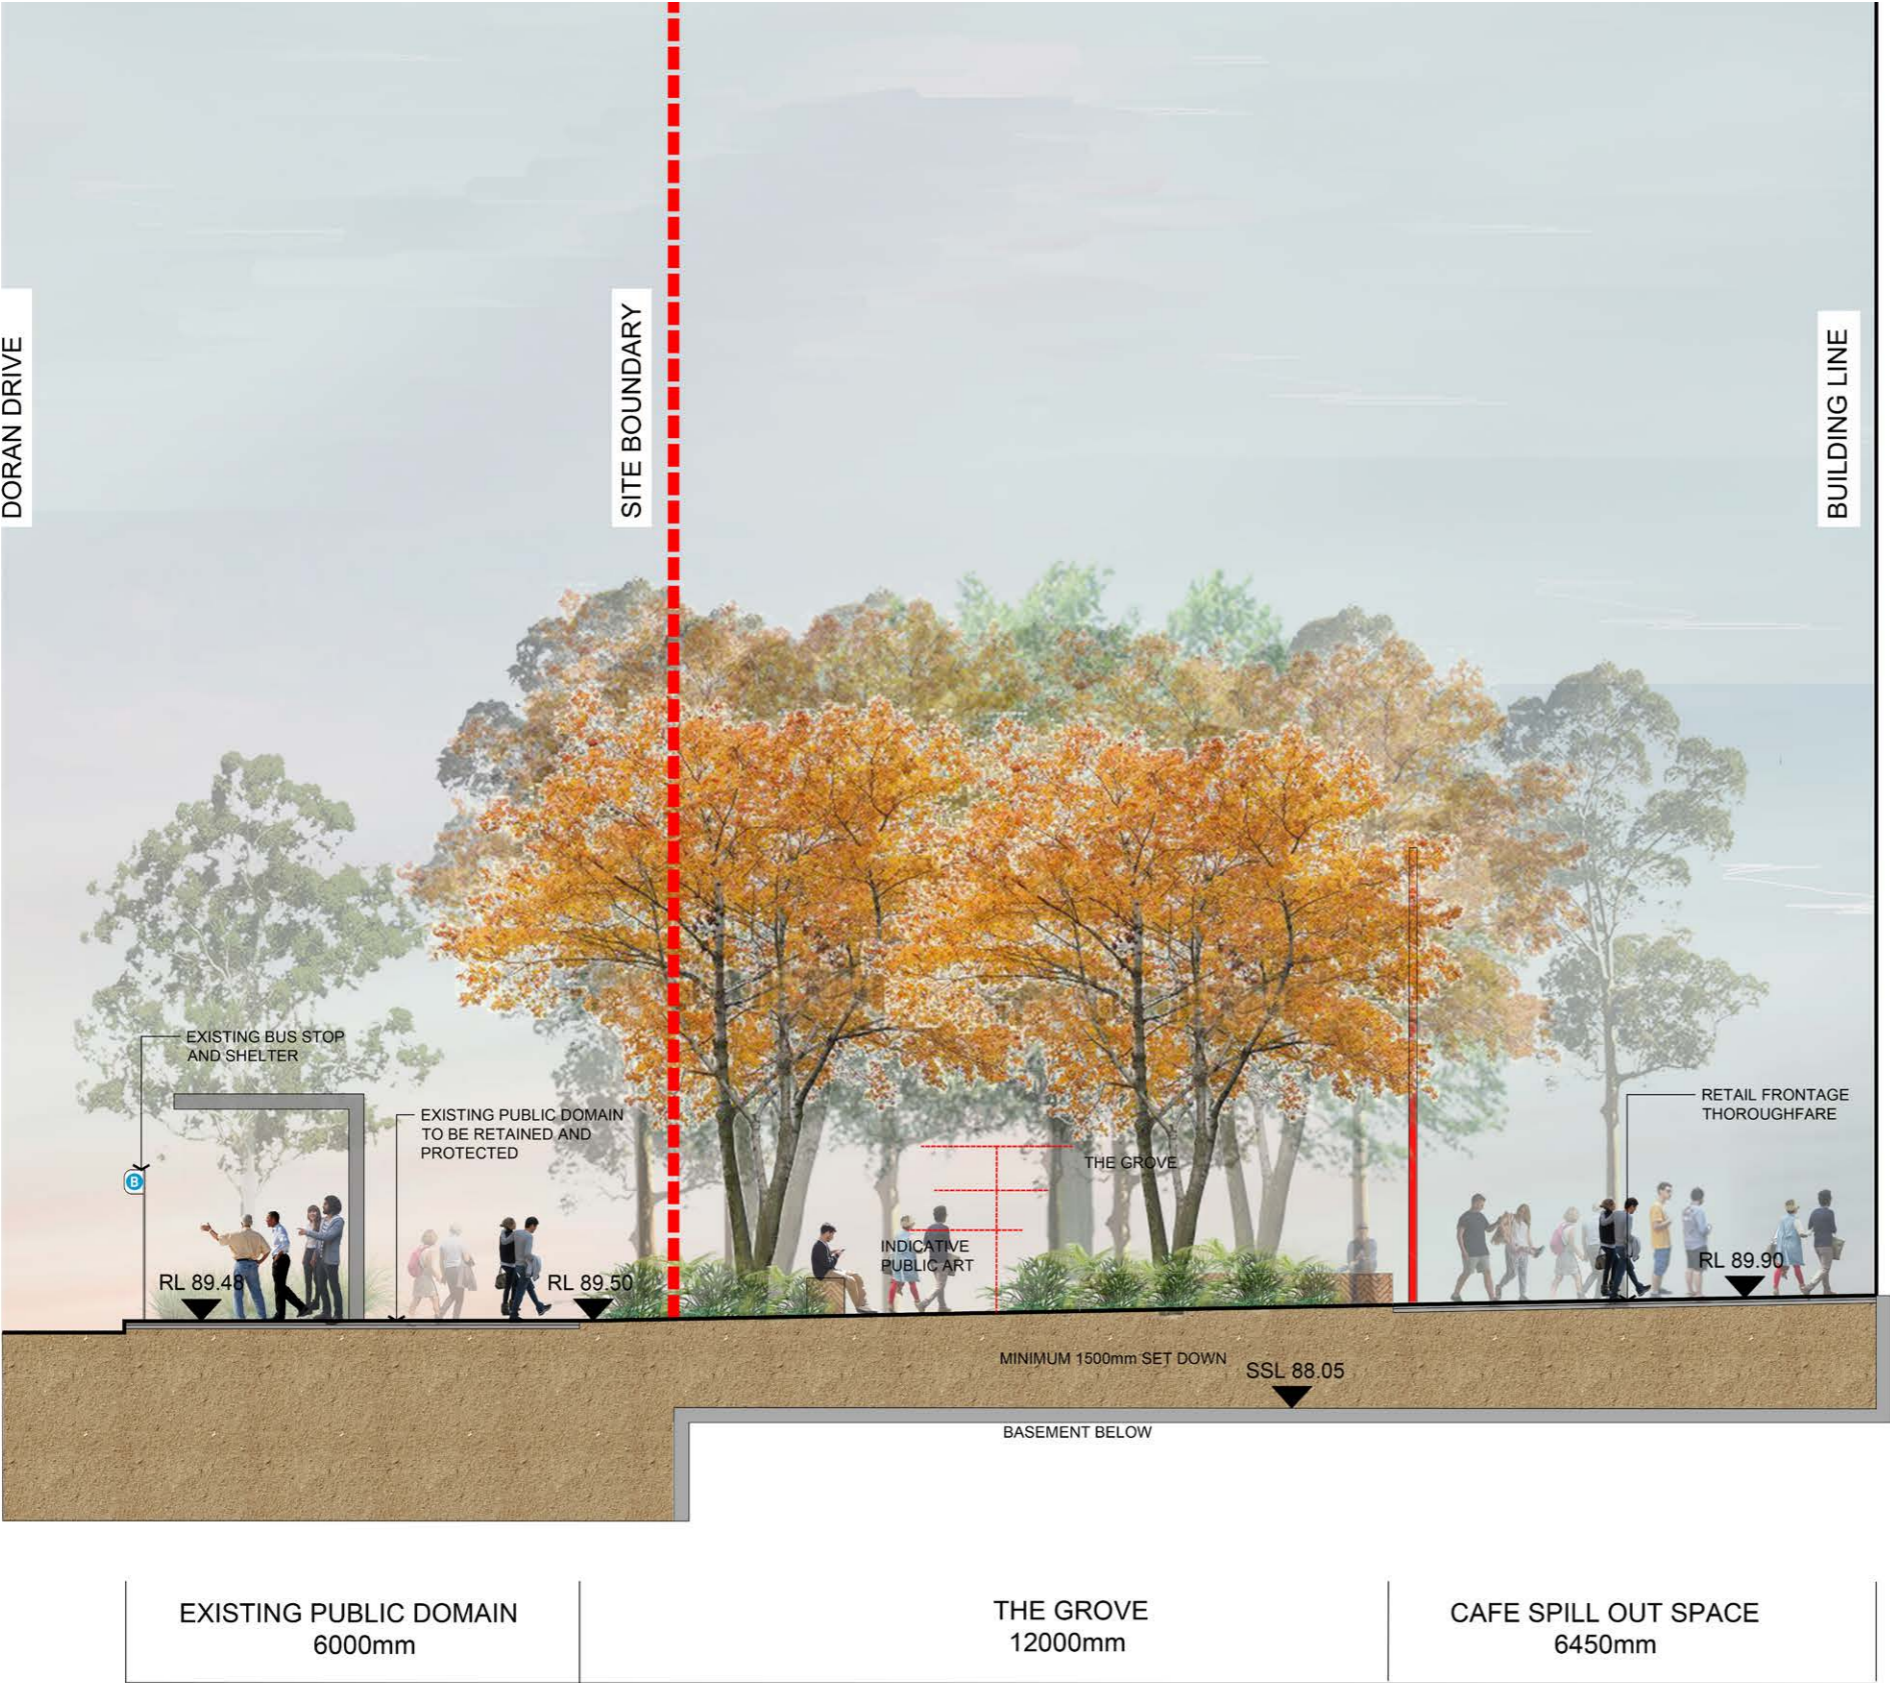 DORAN DRIVE
SITE BOUNDARY
BUILDING LINE
EXISTING BUS STOP
AND SHELTER
B
EXISTING PUBLIC DOMAIN
TO BE RETAINED AND
PROTECTED
RETAIL FRONTAGE
THOROUGHFARE
THE GROVE
INDICATIVE
PUBLIC ART
RL 89.48
RL 89.50
RL 89.90
MINIMUM 1500mm SET DOWN
SSL 88.05
BASEMENT BELOW
EXISTING PUBLIC DOMAIN
6000mm
THE GROVE
12000mm
CAFE SPILL OUT SPACE
6450mm